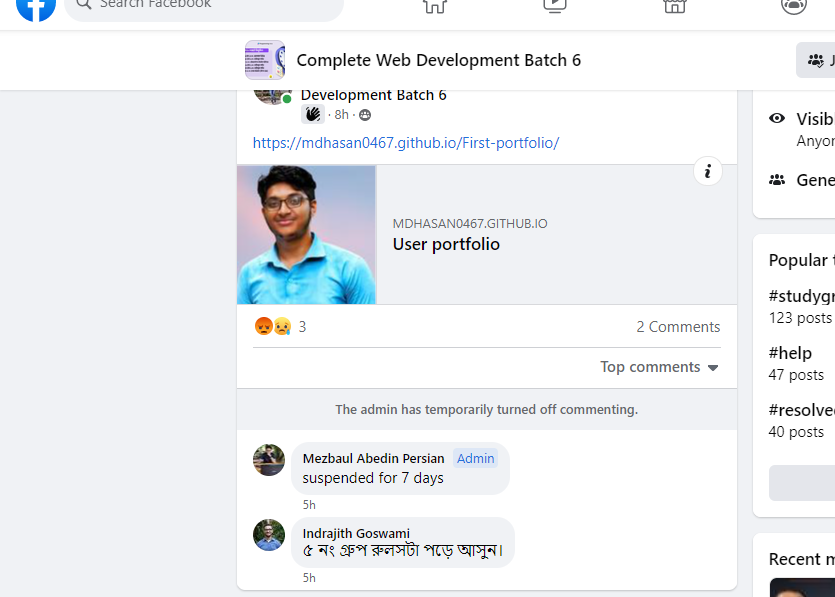 Search Facebook
Complete Web Development Batch 6
Development Batch 6
· 8h ·
https://mdhasan0467.github.io/First-portfolio/
MDHASAN0467.GITHUB.IO
User portfolio
3
2 Comments
Top comments
The admin has temporarily turned off commenting.
Mezbaul Abedin Persian Admin
suspended for 7 days
5h
Indrajith Goswami
৫ নং গ্রুপ রুলসটা পড়ে আসুন।
5h
Visibl
Anyon
Gene
Popular t
#studygr
123 posts
#help
47 posts
#resolved
40 posts
Recent m